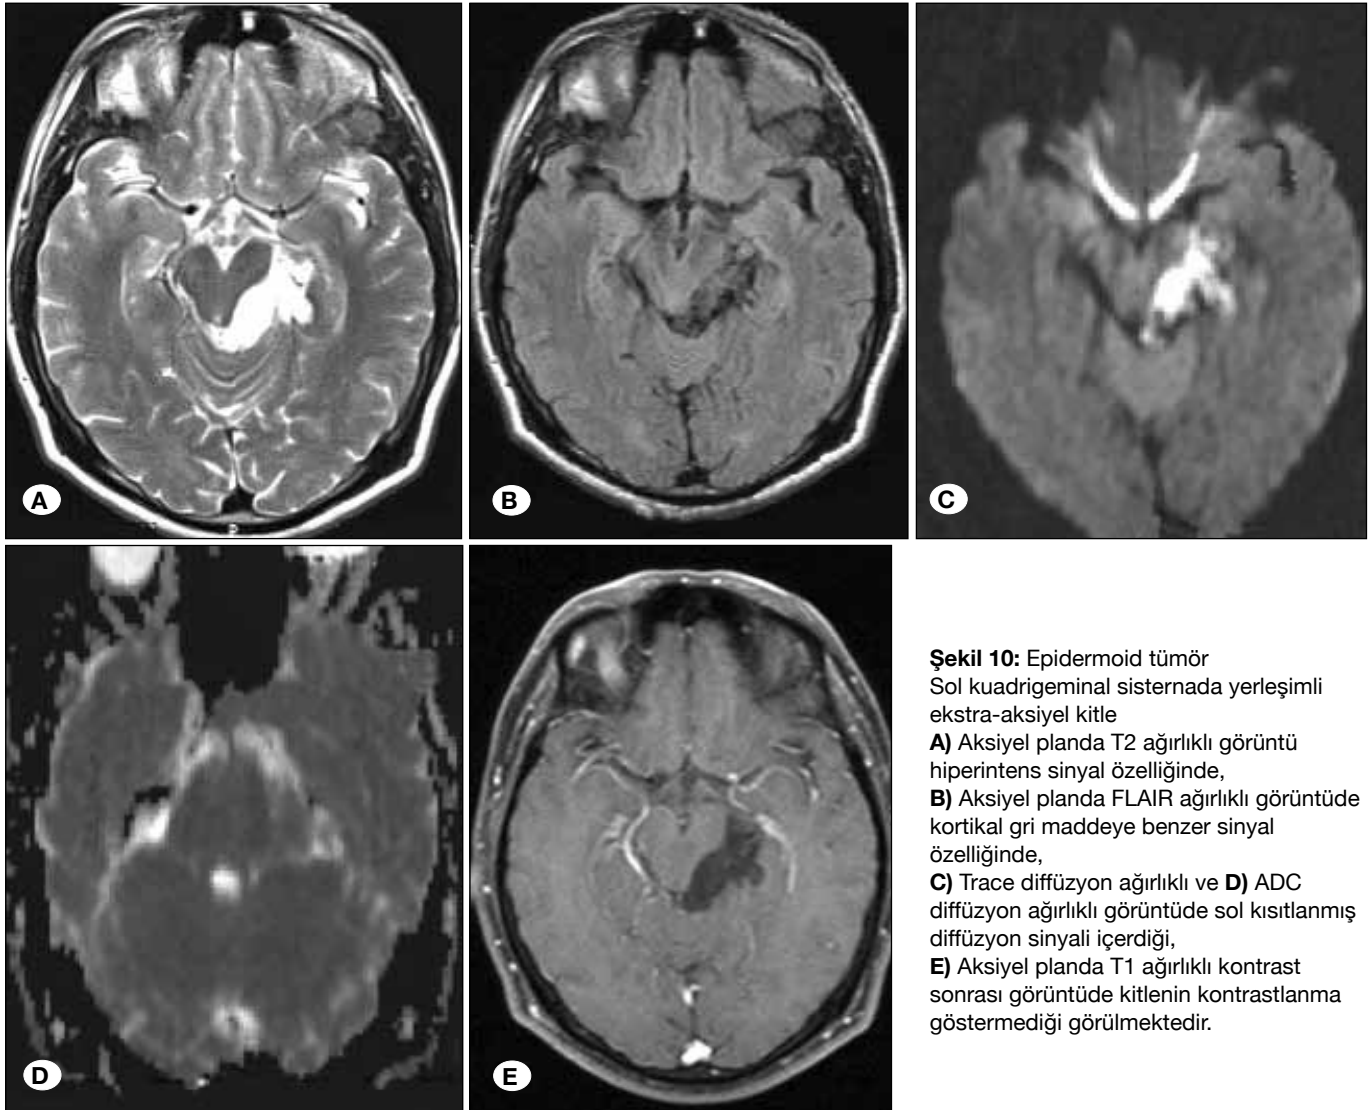 A
B
C
D
E
Şekil 10: Epidermoid tümör
Sol kuadrigeminal sisternada yerleşimli
ekstra-aksiyel kitle
A) Aksiyel planda T2 ağırlıklı görüntü
hiperintens sinyal özelliğinde,
B) Aksiyel planda FLAIR ağırlıklı görüntüde
kortikal gri maddeye benzer sinyal
özelliğinde,
C) Trace diffüzyon ağırlıklı ve D) ADC
diffüzyon ağırlıklı görüntüde sol kısıtlanmış
diffüzyon sinyali içerdiği,
E) Aksiyel planda T1 ağırlıklı kontrast
sonrası görüntüde kitlenin kontrastlanma
göstermediği görülmektedir.